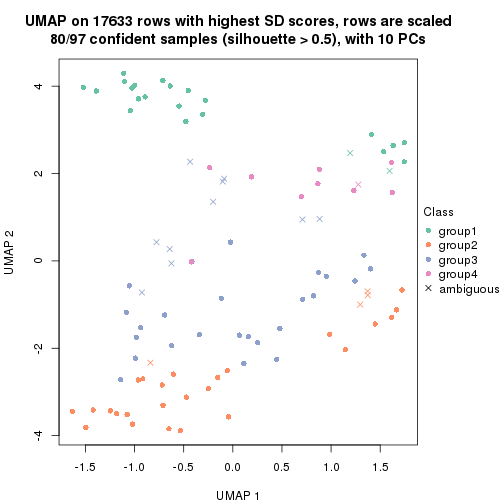 UMAP on 17633 rows with highest SD scores, rows are scaled
80/97 confident samples (silhouette > 0.5), with 10 PCs
4
2
0
-2
-4
UMAP 2
-1.5 -1.0 -0.5 0.0 0.5 1.0 1.5
UMAP 1
Class
group1
group2
group3
group4
ambiguous